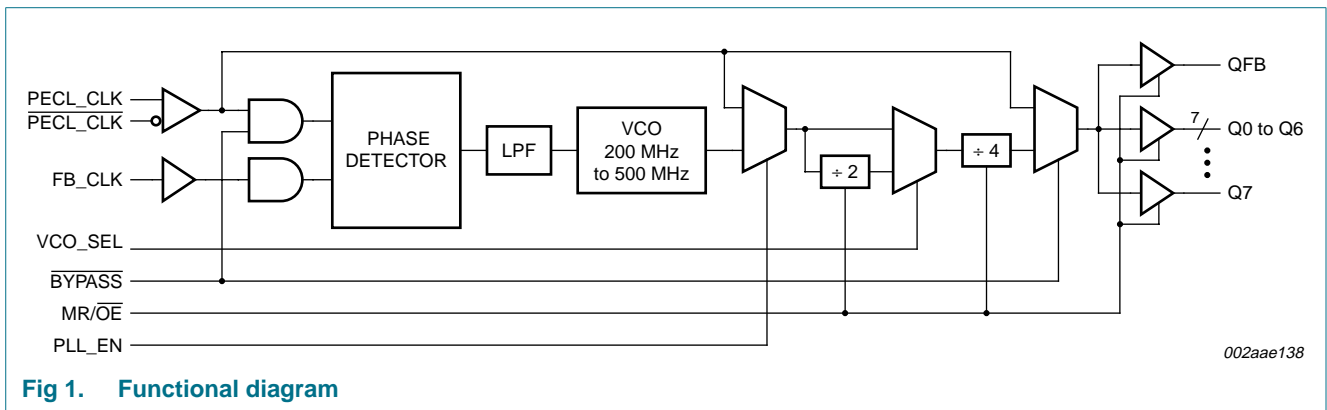 PECL_CLK
PECL_CLK
FB_CLK
VCO_SEL
BYPASS
MR/OE
PLL_EN
PHASE
DETECTOR
LPF
VCO
200 MHz
to 500 MHz
÷ 2
÷ 4
QFB
7
Q0 to Q6
Q7
002aae138
Fig 1. Functional diagram